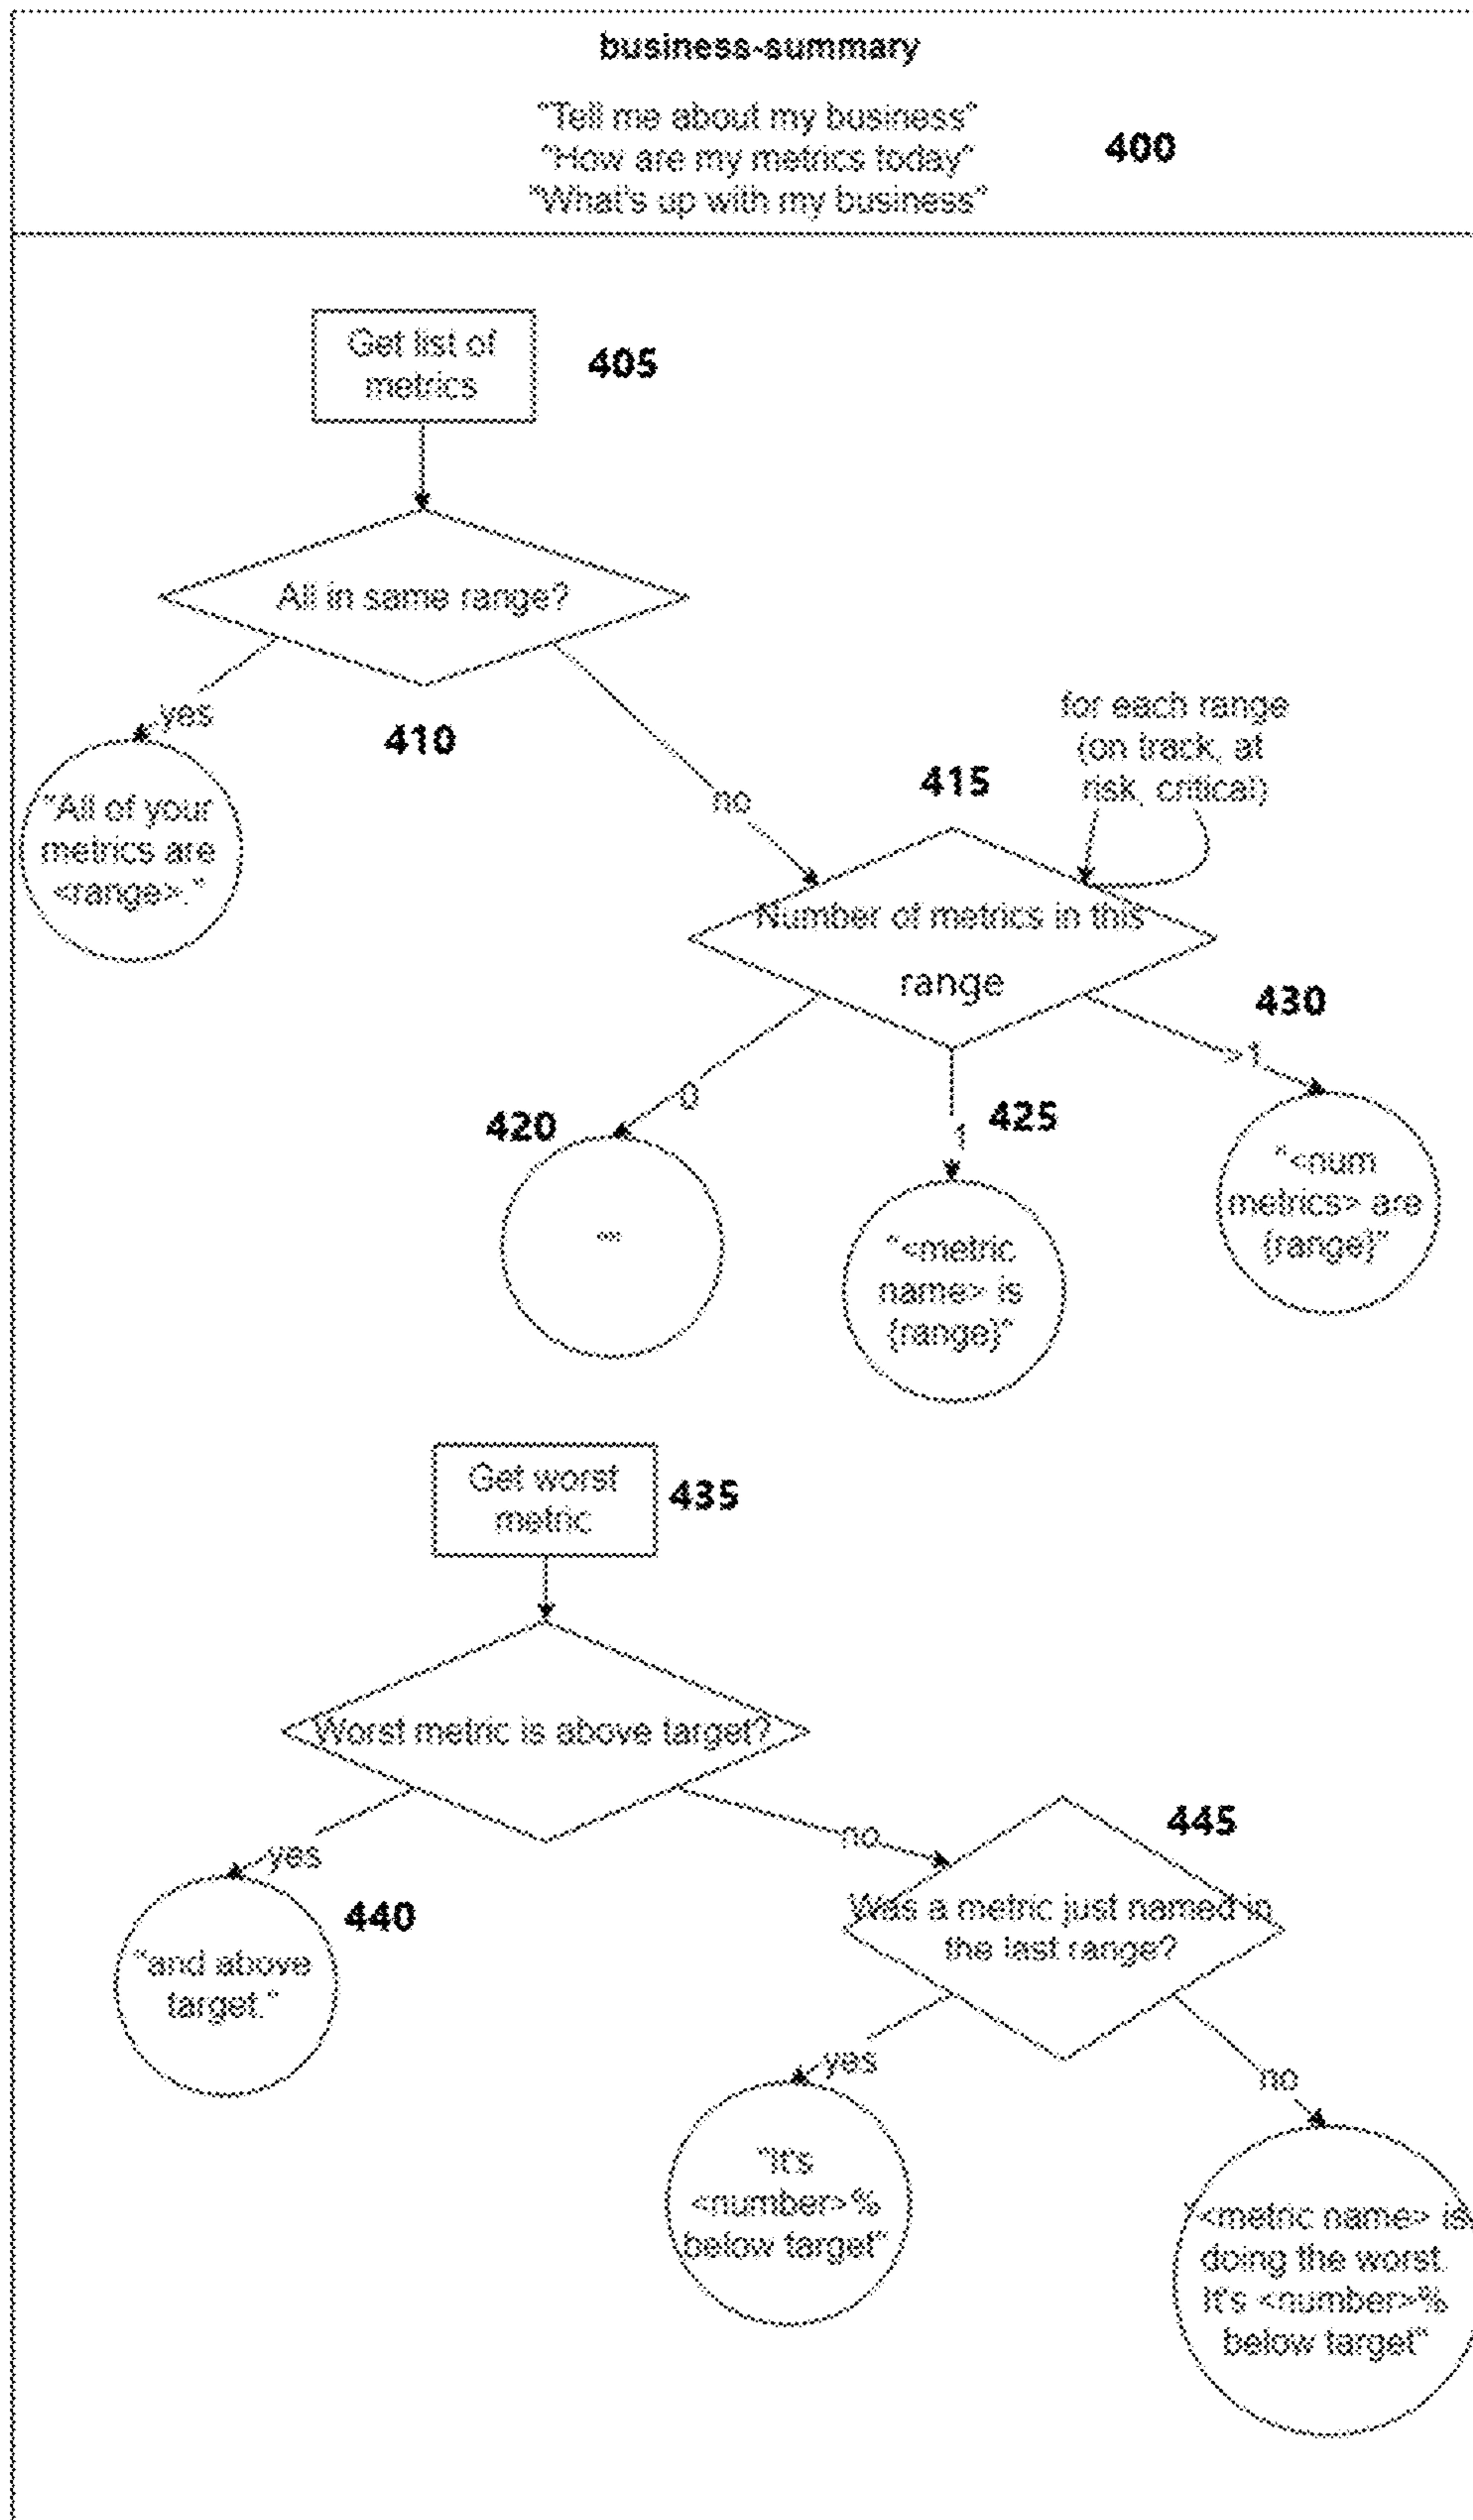 business-summary
"Tell me about my business"
"How are my metrics today"
"What's up with my business"
400
Get list of
metrics
405
All in same range?
yes
410
no
"All of your
metrics are
<range>."
415
for each range
(on track, at
risk, critical)
Number of metrics in this
range
0
420
""
1
425
"<metric
name> is
{range}"
>1
430
"<num
metrics> are
{range}"
Get worst
metric
435
Worst metric is above target?
yes
440
"and above
target."
no
445
Was a metric just named in
the last range?
yes
"It's
<number>%
below target"
no
"<metric name> is
doing the worst.
It's <number>%
below target"